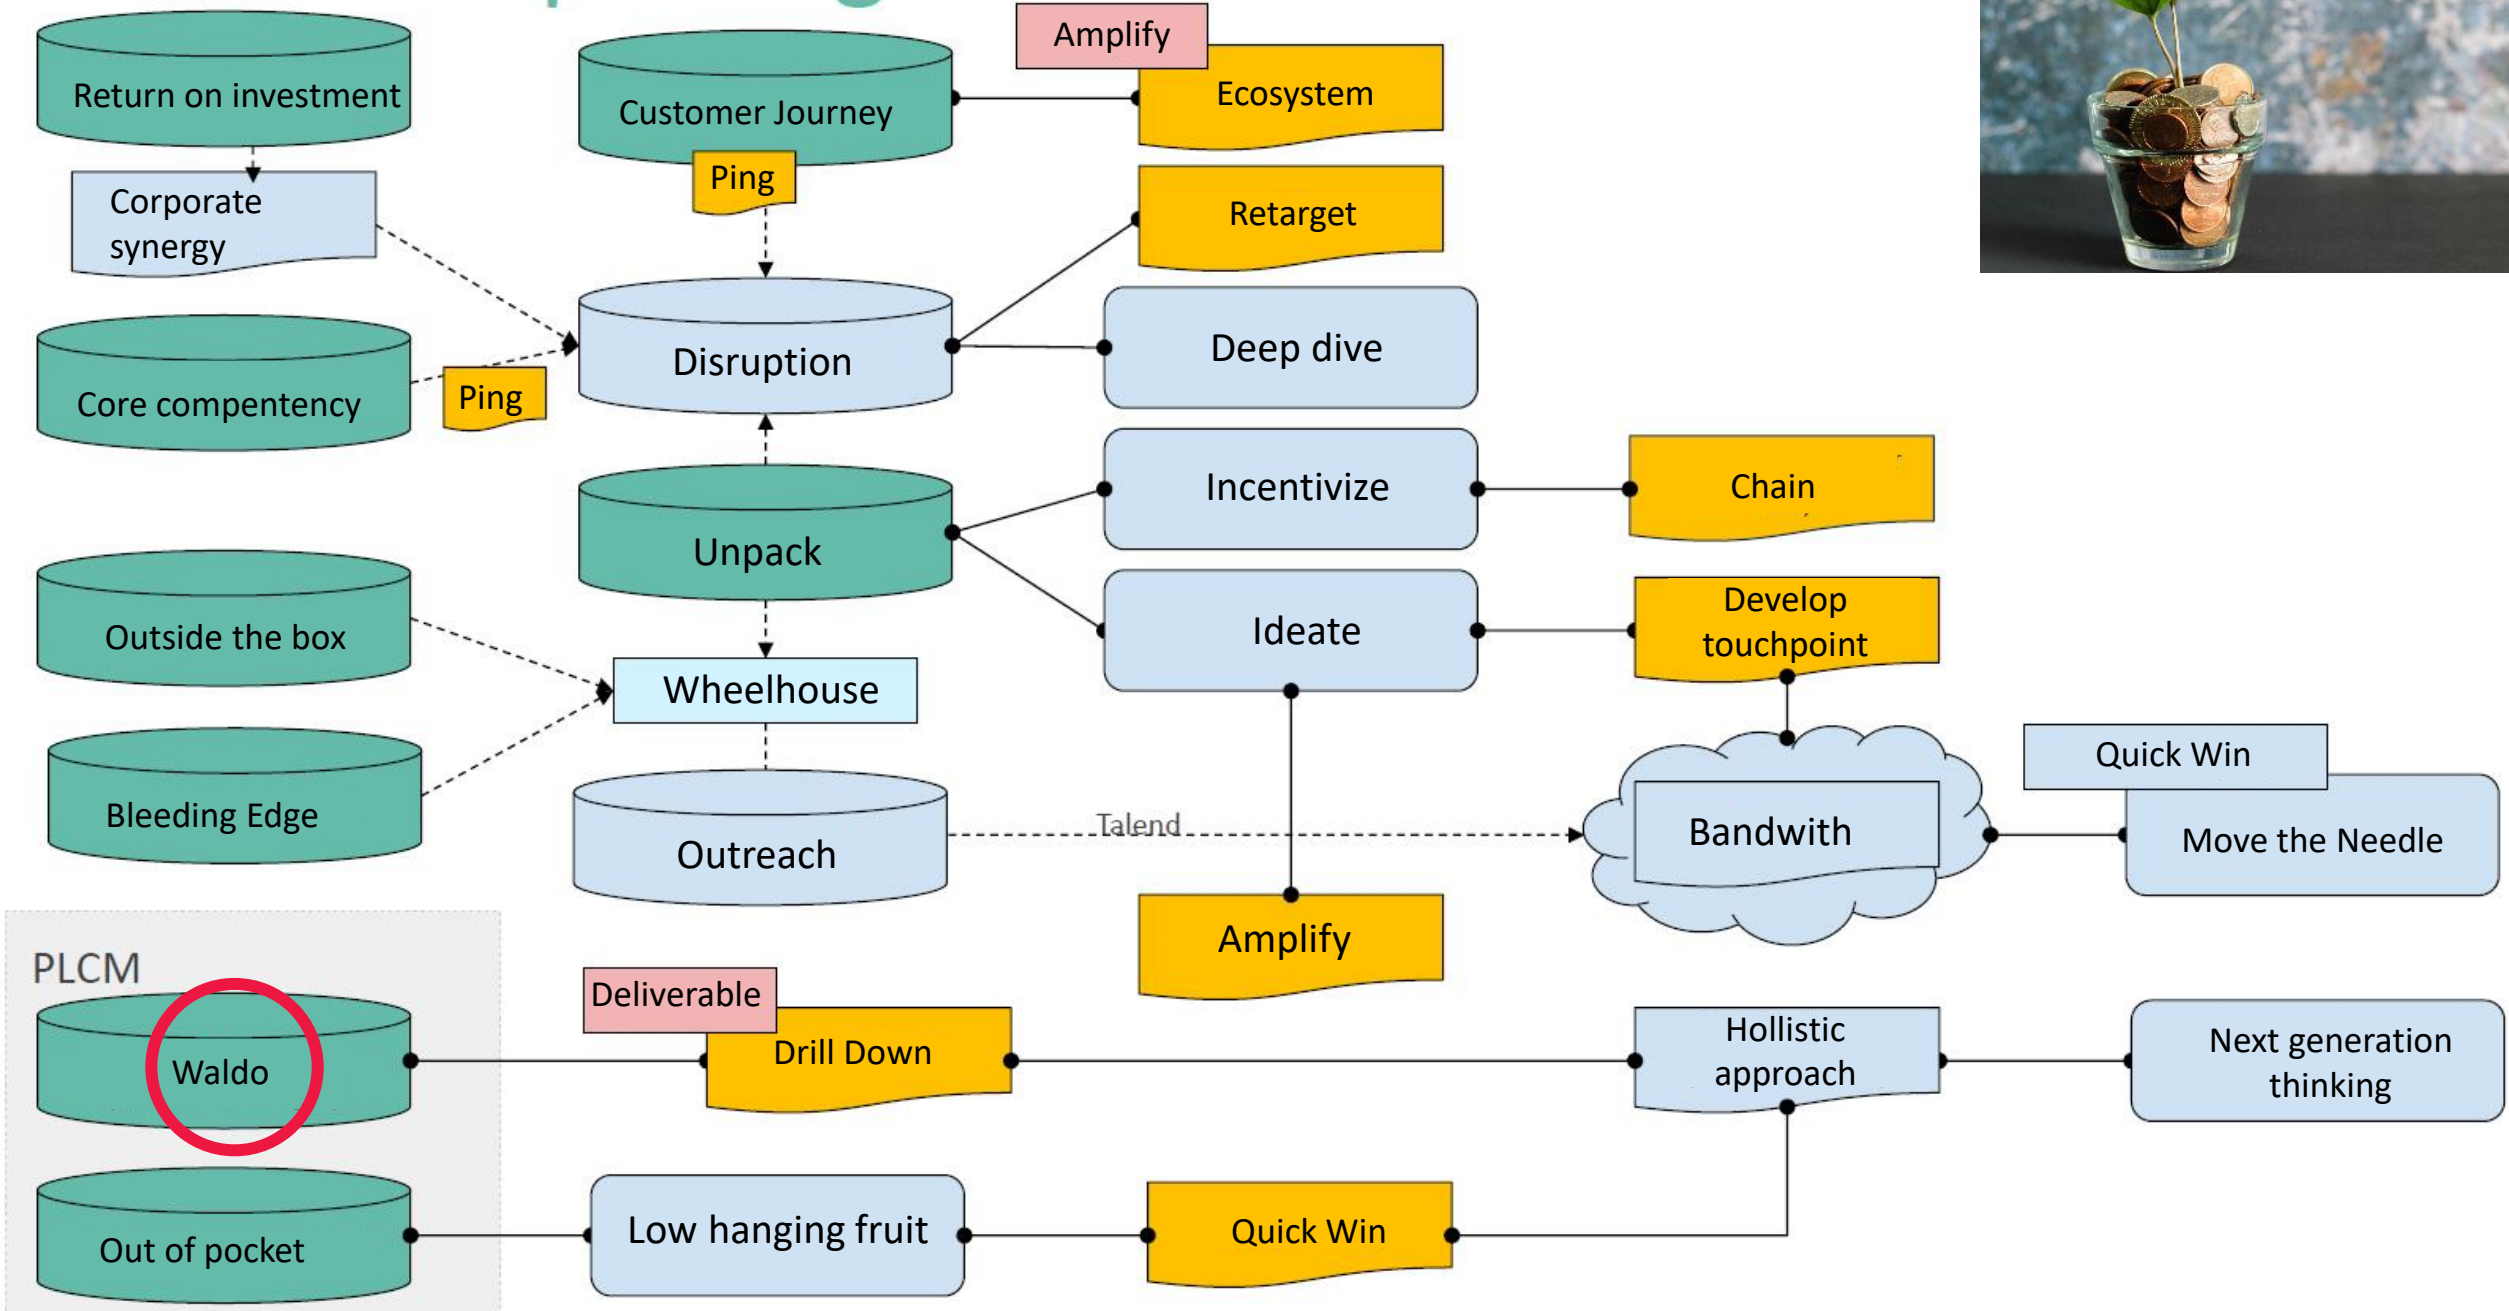 Return on investment
Corporate
synergy
Core compentency
Ping
Outside the box
Bleeding Edge
Customer Journey
Ping
Disruption
Unpack
Wheelhouse
Outreach
Talend
Amplify
Ecosystem
Retarget
Deep dive
Incentivize
Chain
Ideate
Develop
touchpoint
Bandwith
Quick Win
Move the Needle
Amplify
PLCM
Waldo
Deliverable
Drill Down
Hollistic
approach
Next generation
thinking
Out of pocket
Low hanging fruit
Quick Win